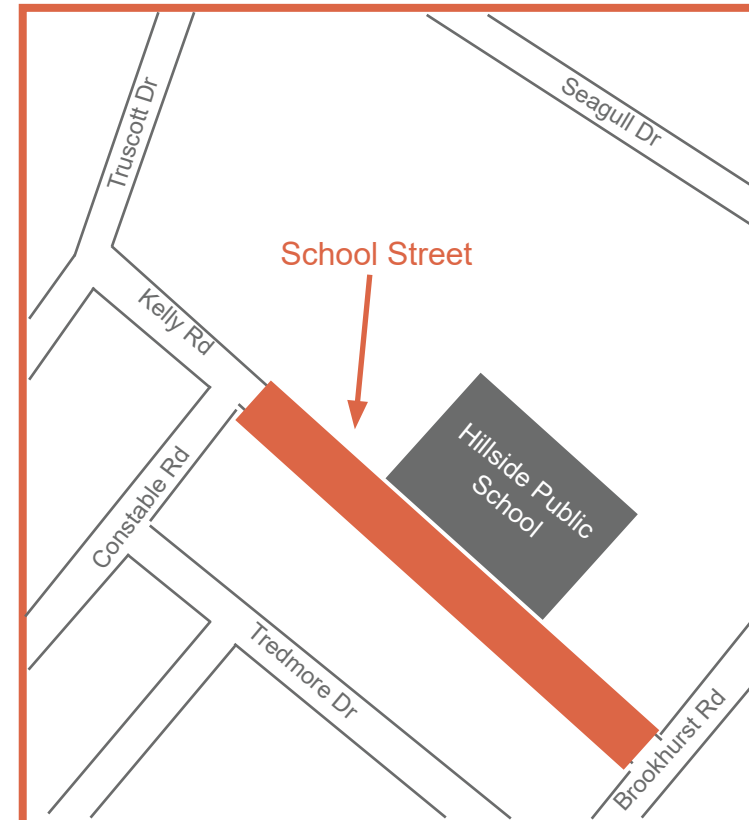 Truscott Dr
Seagull Dr
School Street
Kelly Rd
Hillside Public
School
Constable Rd
Tredmore Dr
Brookhurst Rd